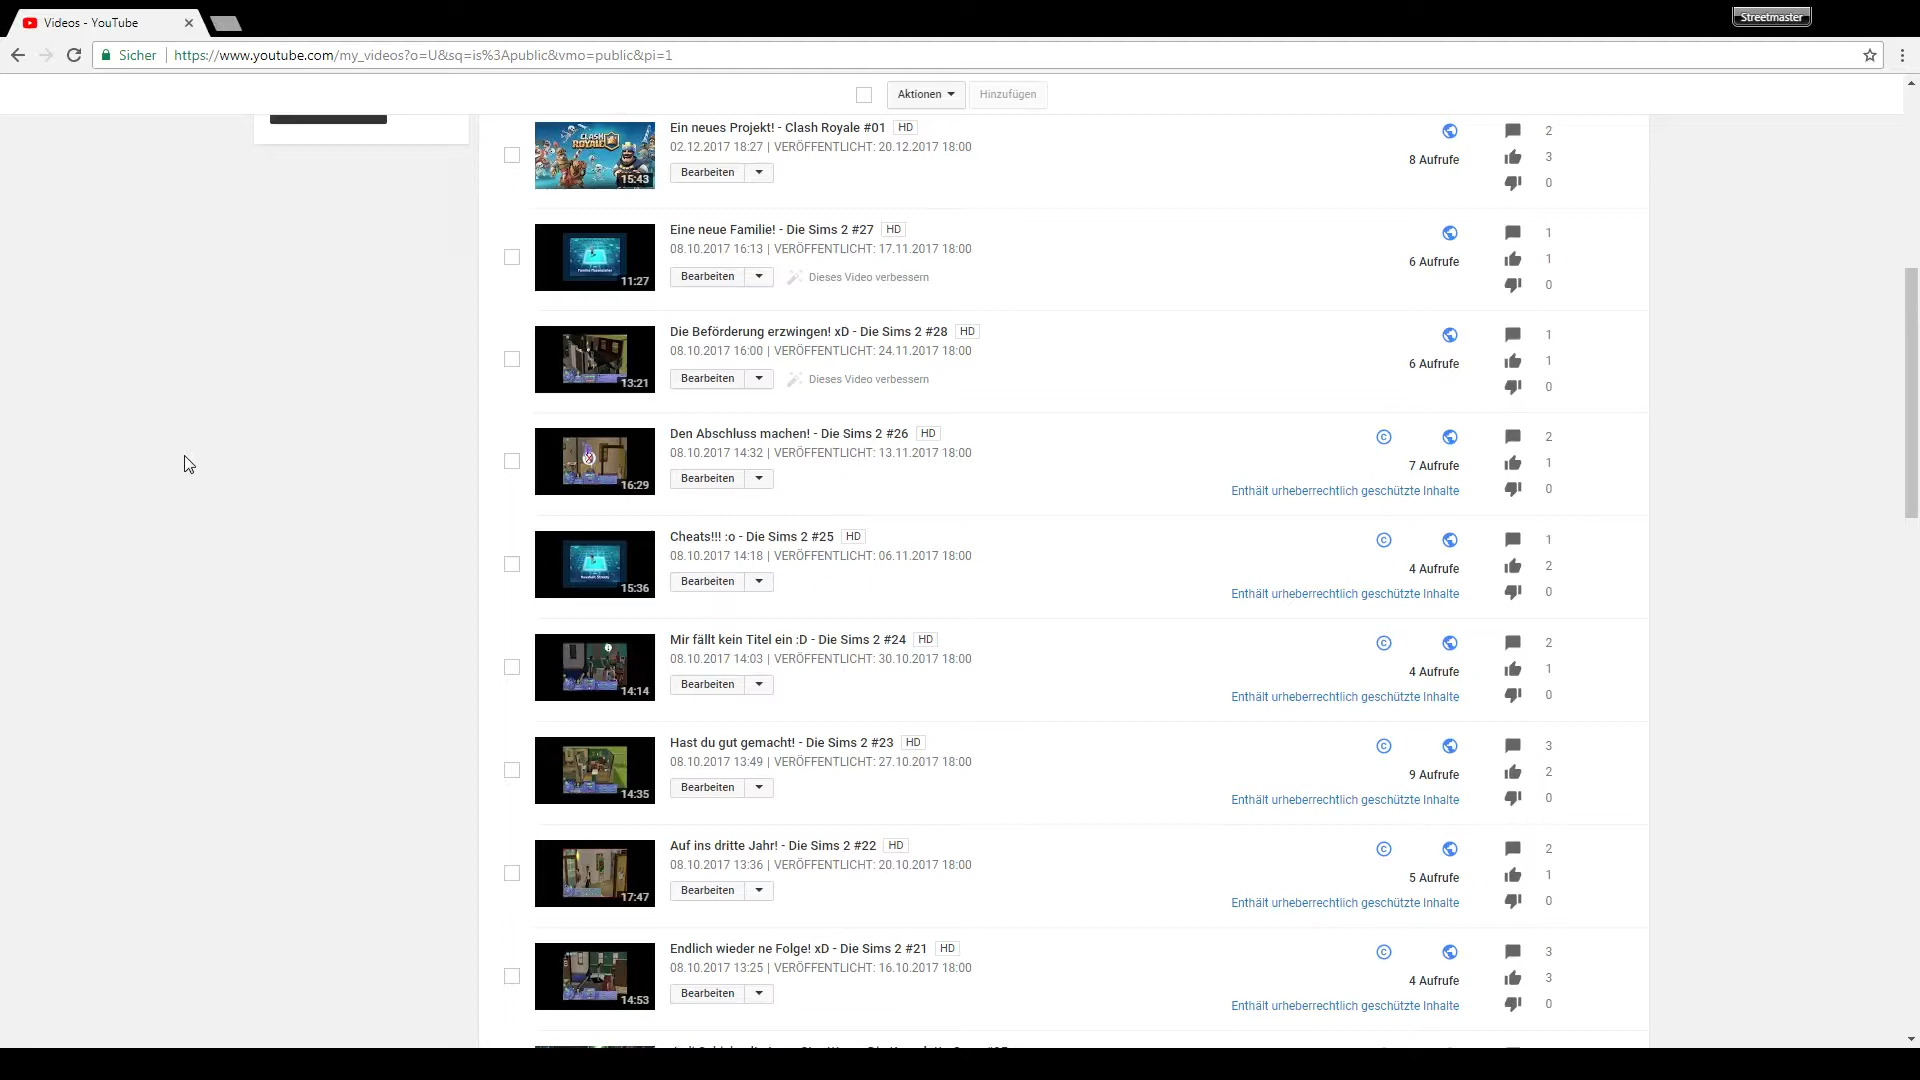 Videos - YouTube
Streetmaster
Sicher
https://www.youtube.com/my_videos?o=U&sq=is%3Apublic&vmo=public&pi=1
Aktionen
Hinzufügen
CLASH ROYALE
15:43
Ein neues Projekt! - Clash Royale #01 HD
02.12.2017 18:27 | VERÖFFENTLICHT: 20.12.2017 18:00
Bearbeiten
8 Aufrufe
2
3
0
11:27
Eine neue Familie! - Die Sims 2 #27 HD
08.10.2017 16:13 | VERÖFFENTLICHT: 17.11.2017 18:00
Bearbeiten
Dieses Video verbessern
6 Aufrufe
1
1
0
13:21
Die Beförderung erzwingen! xD - Die Sims 2 #28 HD
08.10.2017 16:00 | VERÖFFENTLICHT: 24.11.2017 18:00
Bearbeiten
Dieses Video verbessern
6 Aufrufe
1
1
0
16:29
Den Abschluss machen! - Die Sims 2 #26 HD
08.10.2017 14:32 | VERÖFFENTLICHT: 13.11.2017 18:00
Bearbeiten
7 Aufrufe
Enthält urheberrechtlich geschützte Inhalte
2
1
0
15:36
Cheats!!! :o - Die Sims 2 #25 HD
08.10.2017 14:18 | VERÖFFENTLICHT: 06.11.2017 18:00
Bearbeiten
4 Aufrufe
Enthält urheberrechtlich geschützte Inhalte
1
2
0
14:14
Mir fällt kein Titel ein :D - Die Sims 2 #24 HD
08.10.2017 14:03 | VERÖFFENTLICHT: 30.10.2017 18:00
Bearbeiten
4 Aufrufe
Enthält urheberrechtlich geschützte Inhalte
2
1
0
14:35
Hast du gut gemacht! - Die Sims 2 #23 HD
08.10.2017 13:49 | VERÖFFENTLICHT: 27.10.2017 18:00
Bearbeiten
9 Aufrufe
Enthält urheberrechtlich geschützte Inhalte
3
2
0
17:47
Auf ins dritte Jahr! - Die Sims 2 #22 HD
08.10.2017 13:36 | VERÖFFENTLICHT: 20.10.2017 18:00
Bearbeiten
5 Aufrufe
Enthält urheberrechtlich geschützte Inhalte
2
1
0
14:53
Endlich wieder ne Folge! xD - Die Sims 2 #21 HD
08.10.2017 13:25 | VERÖFFENTLICHT: 16.10.2017 18:00
Bearbeiten
4 Aufrufe
Enthält urheberrechtlich geschützte Inhalte
3
3
0